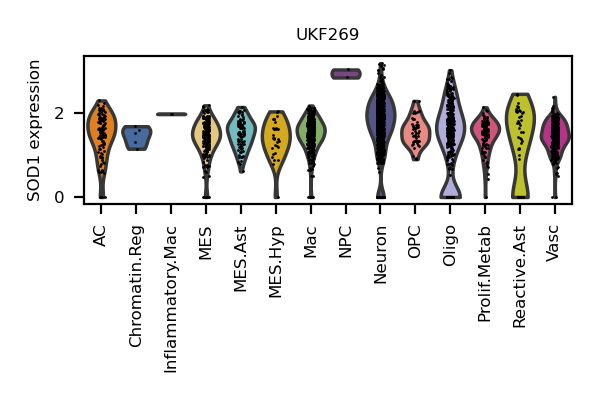 UKF269
SOD1 expression
2
0
AC
Chromatin.Reg
Inflammatory.Mac
MES
MES.Ast
MES.Hyp
Mac
NPC
Neuron
OPC
Oligo
Prolif.Metab
Reactive.Ast
Vasc